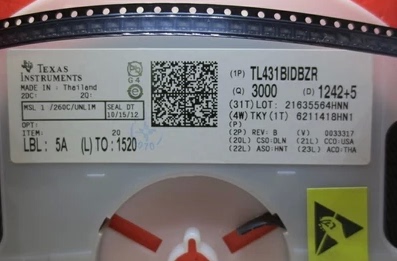 TEXAS
INSTRUMENTS
MADE IN : Thailand
2DC: 2Q:
G4
MSL 1 /260C/UNLIM SEAL DT
10/15/12
OPT:
ITEM: 20
LBL: 5A (L)TO:1520
(1P) TL431BIDBZR
(Q) 3000 (D) 1242+5
(31T)LOT: 21635564HNN
(4W) TKY(1T) 6211418HN1
(P)
(2P) REV: B (V) 0033317
(20L) CSO:DLN (21L) CCO:USA
(22L) ASO:HNT (23L) ACO:THA